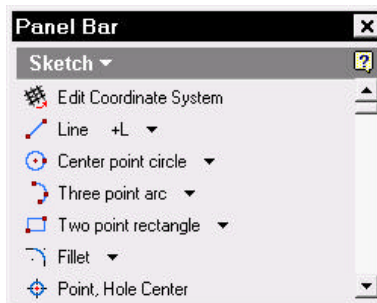 Panel Bar
Sketch
Edit Coordinate System
Line +L
Center point circle
Three point arc
Two point rectangle
Fillet
Point, Hole Center